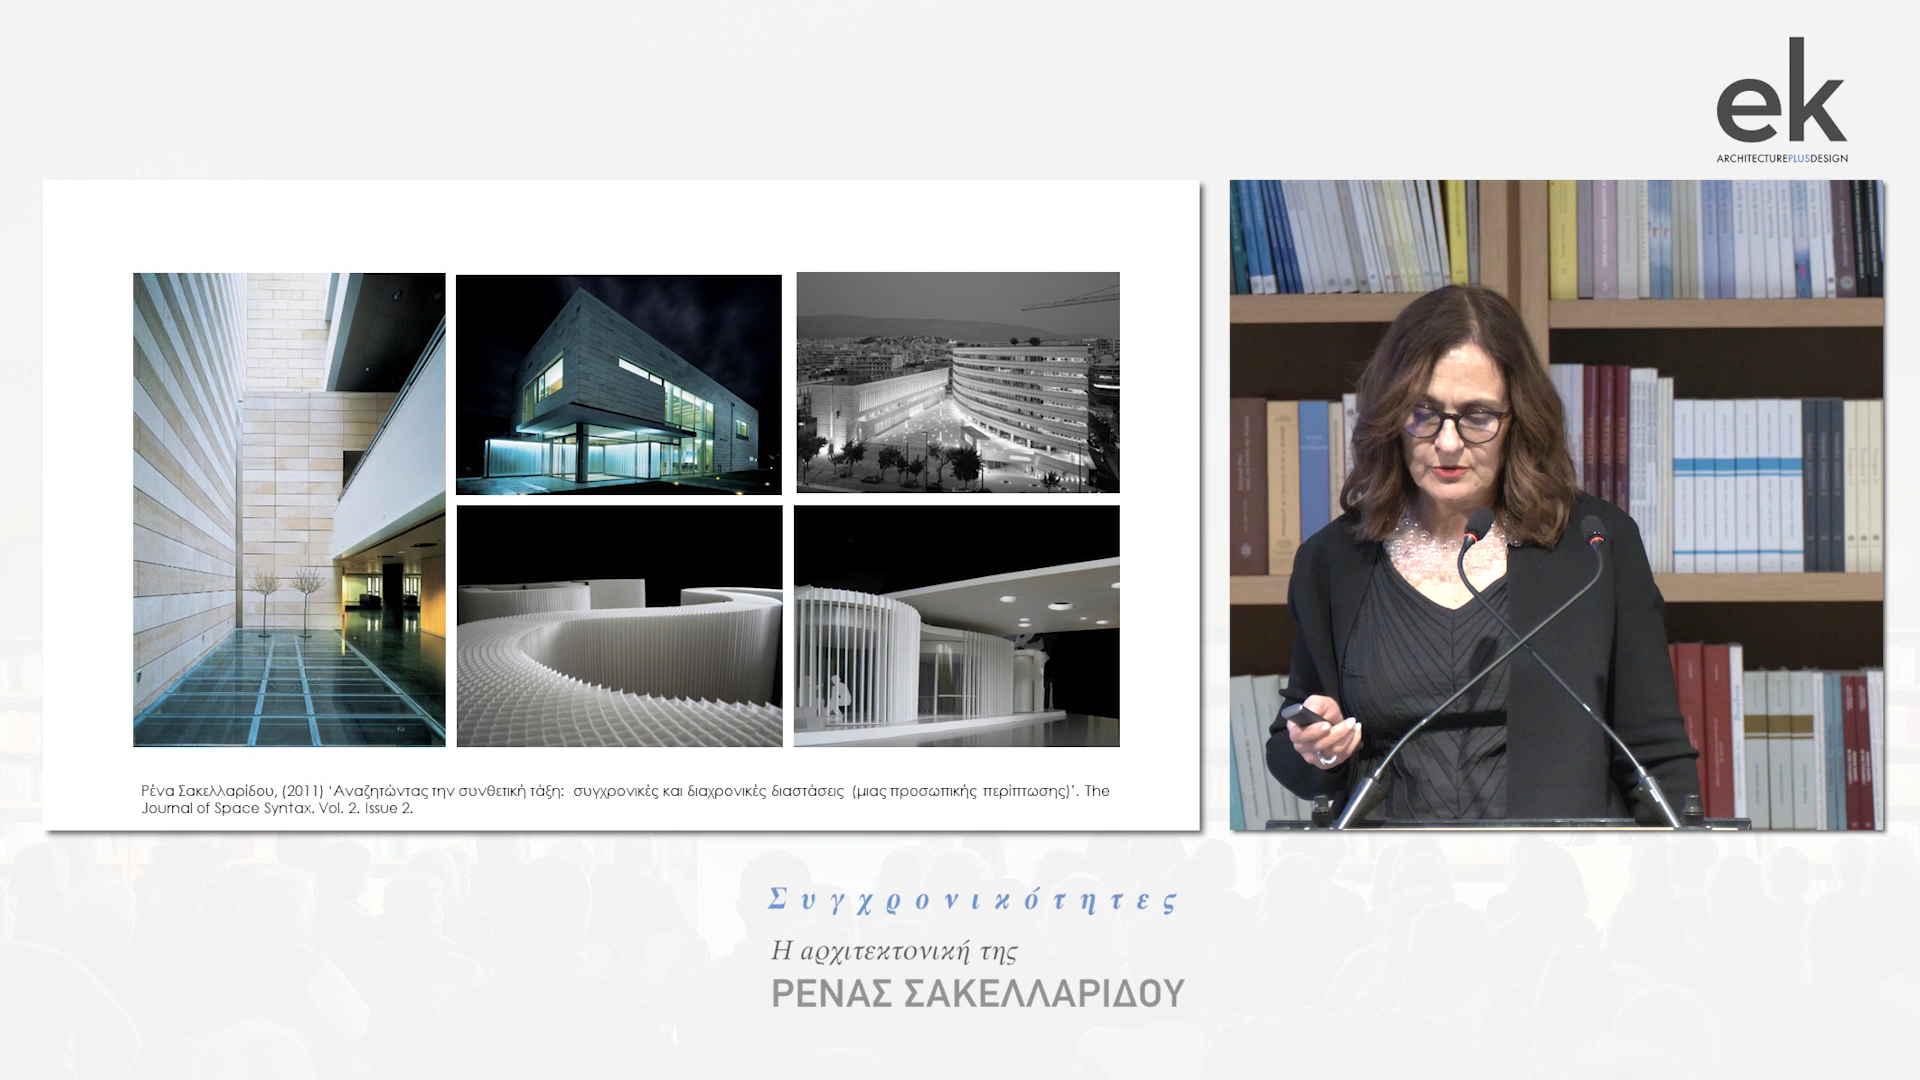 ek
ARCHITECTUREPLUSDESIGN
Ρένα Σακελλαρίδου, (2011) ‘Αναζητώντας την συνθετική τάξη: συγχρονικές και διαχρονικές διαστάσεις (μιας προσωπικής περίπτωσης)’. The
Journal of Space Syntax. Vol. 2. Issue 2.
Συγχρονικότητες
Η αρχιτεκτονική της
ΡΕΝΑΣ ΣΑΚΕΛΛΑΡΙΔΟΥ